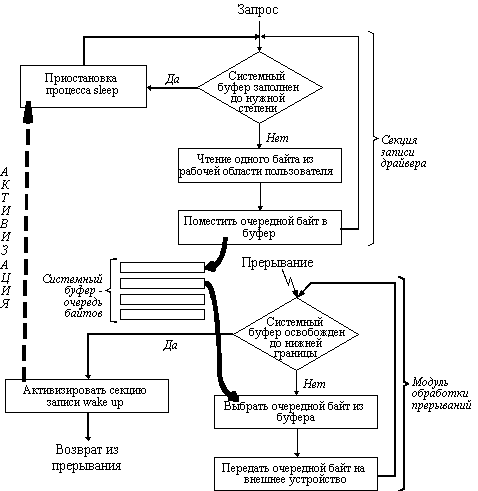 Запрос
Приостановка
процесса sleep
Да
Системный
буфер заполнен
до нужной
степени
Нет
Секция
записи
драйвера
Чтение одного байта из
рабочей области пользователя
Поместить очередной байт в
буфер
А
К
Т
И
В
И
З
А
Ц
И
Я
Системный
буфер -
очередь
байтов
Прерывание
Системный
буфер освобожден
до нижней
границы
Да
Нет
Модуль
обработки
прерываний
Активизировать секцию
записи wake up
Выбрать очередной байт из
буфера
Возврат из
прерывания
Передать очередной байт на
внешнее устройство